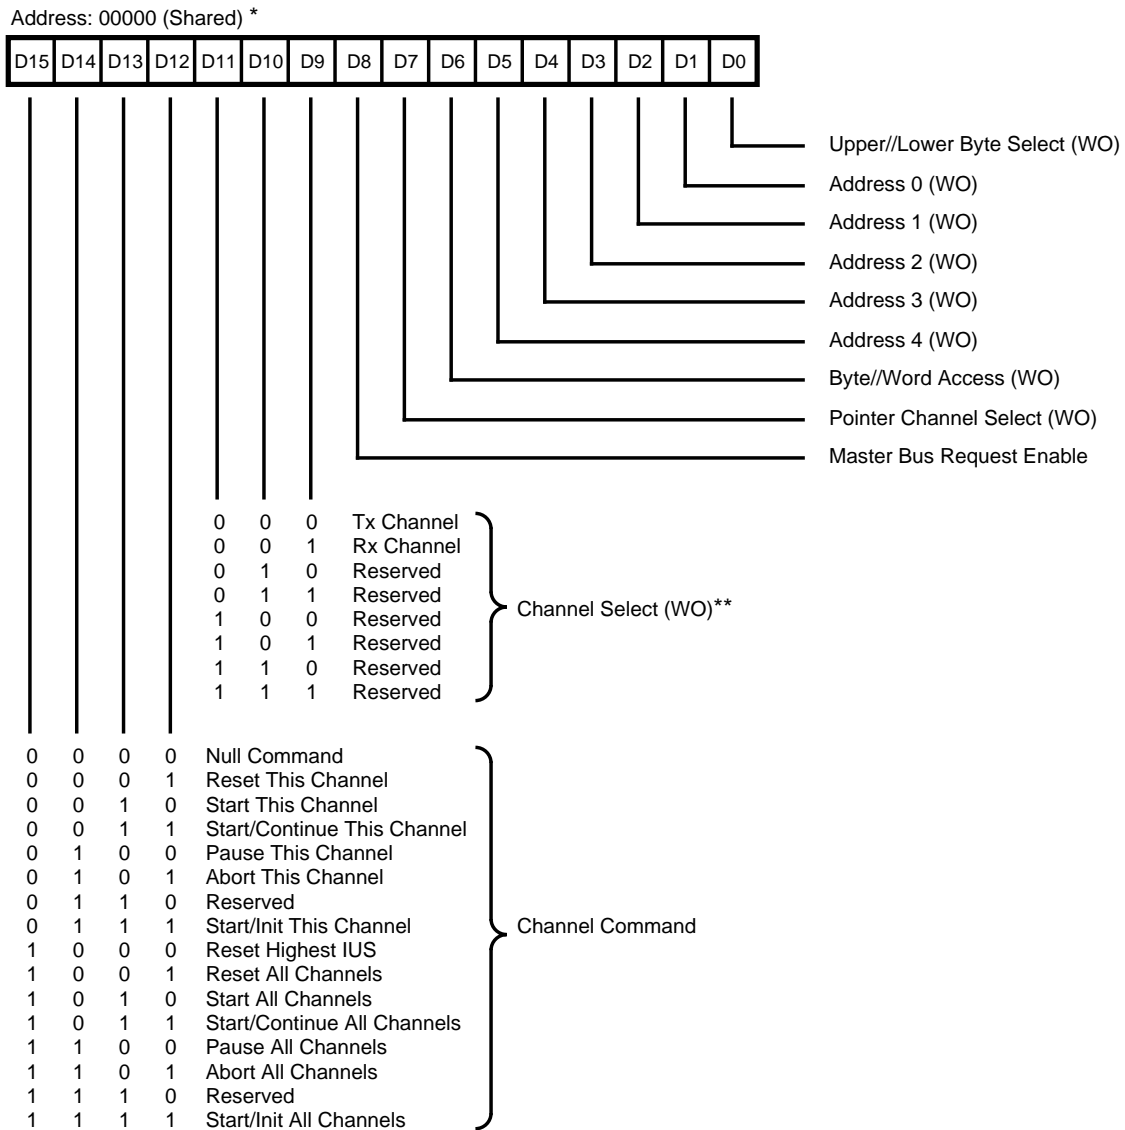 Address: 00000 (Shared) *
D15 D14 D13 D12 D11 D10 D9 D8 D7 D6 D5 D4 D3 D2 D1 D0
Upper//Lower Byte Select (WO)
Address 0 (WO)
Address 1 (WO)
Address 2 (WO)
Address 3 (WO)
Address 4 (WO)
Byte//Word Access (WO)
Pointer Channel Select (WO)
Master Bus Request Enable
0 0 0 Tx Channel
0 0 1 Rx Channel
0 1 0 Reserved
0 1 1 Reserved
1 0 0 Reserved
1 0 1 Reserved
1 1 0 Reserved
1 1 1 Reserved
Channel Select (WO)**
0 0 0 0 Null Command
0 0 0 1 Reset This Channel
0 0 1 0 Start This Channel
0 0 1 1 Start/Continue This Channel
0 1 0 0 Pause This Channel
0 1 0 1 Abort This Channel
0 1 1 0 Reserved
0 1 1 1 Start/Init This Channel
1 0 0 0 Reset Highest IUS
1 0 0 1 Reset All Channels
1 0 1 0 Start All Channels
1 0 1 1 Start/Continue All Channels
1 1 0 0 Pause All Channels
1 1 0 1 Abort All Channels
1 1 1 0 Reserved
1 1 1 1 Start/Init All Channels
Channel Command